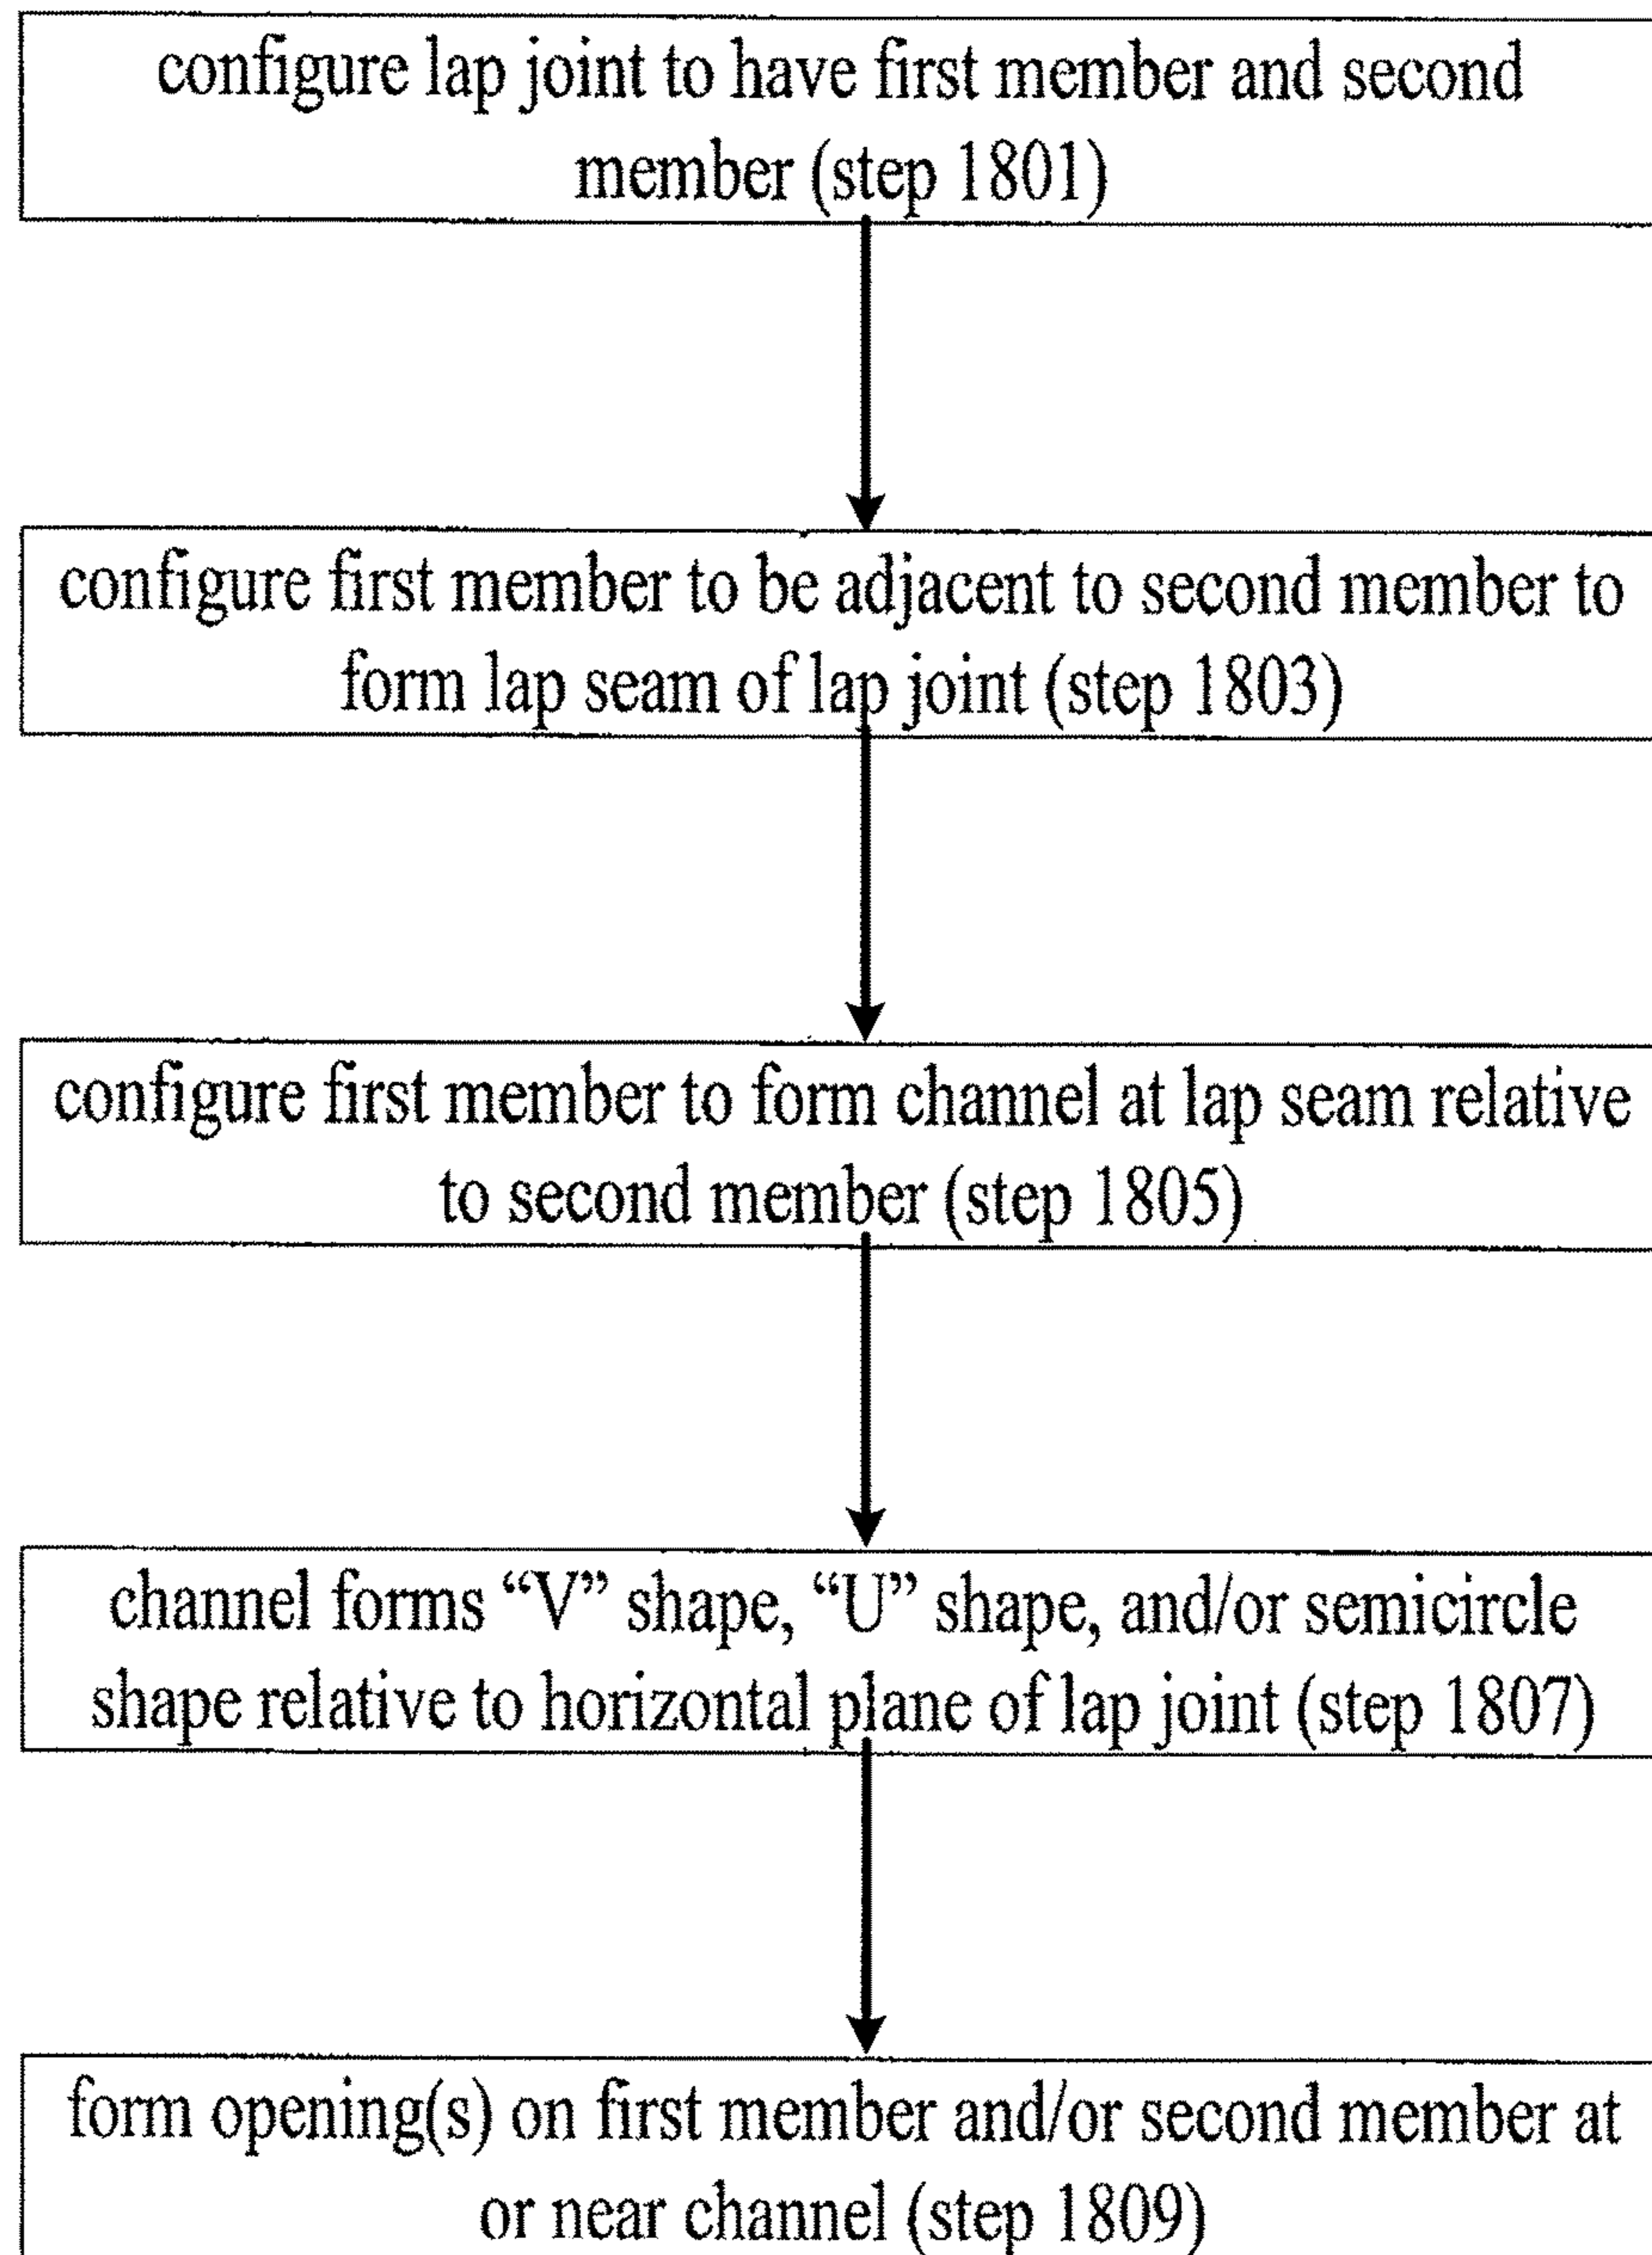 configure lap joint to have first member and second
member (step 1801)
configure first member to be adjacent to second member to
form lap seam of lap joint (step 1803)
configure first member to form channel at lap seam relative
to second member (step 1805)
channel forms “V” shape, “U” shape, and/or semicircle
shape relative to horizontal plane of lap joint (step 1807)
form opening(s) on first member and/or second member at
or near channel (step 1809)